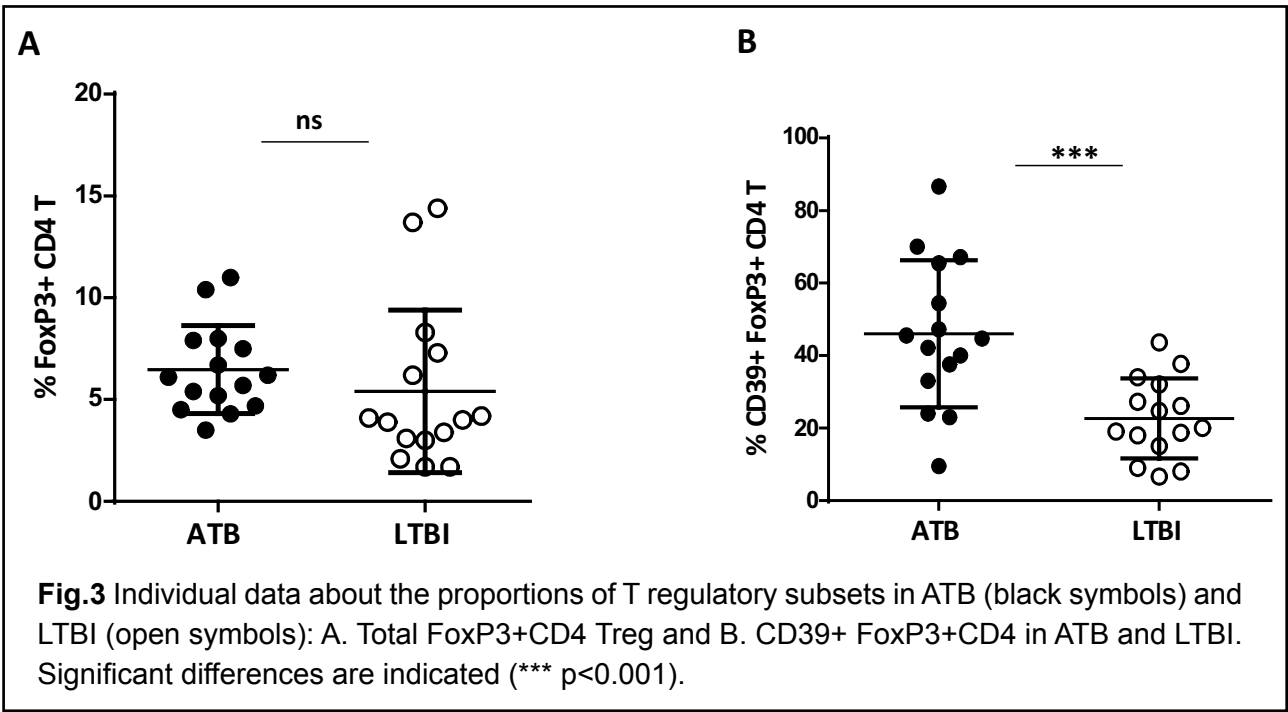 A
B
20
15
10
5
0
% FoxP3+ CD4 T
ns
ATB
LTBI
100
80
60
40
20
0
% CD39+ FoxP3+ CD4 T
***
ATB
LTBI
Fig.3 Individual data about the proportions of T regulatory subsets in ATB (black symbols) and
LTBI (open symbols): A. Total FoxP3+CD4 Treg and B. CD39+ FoxP3+CD4 in ATB and LTBI.
Significant differences are indicated (*** p<0.001).